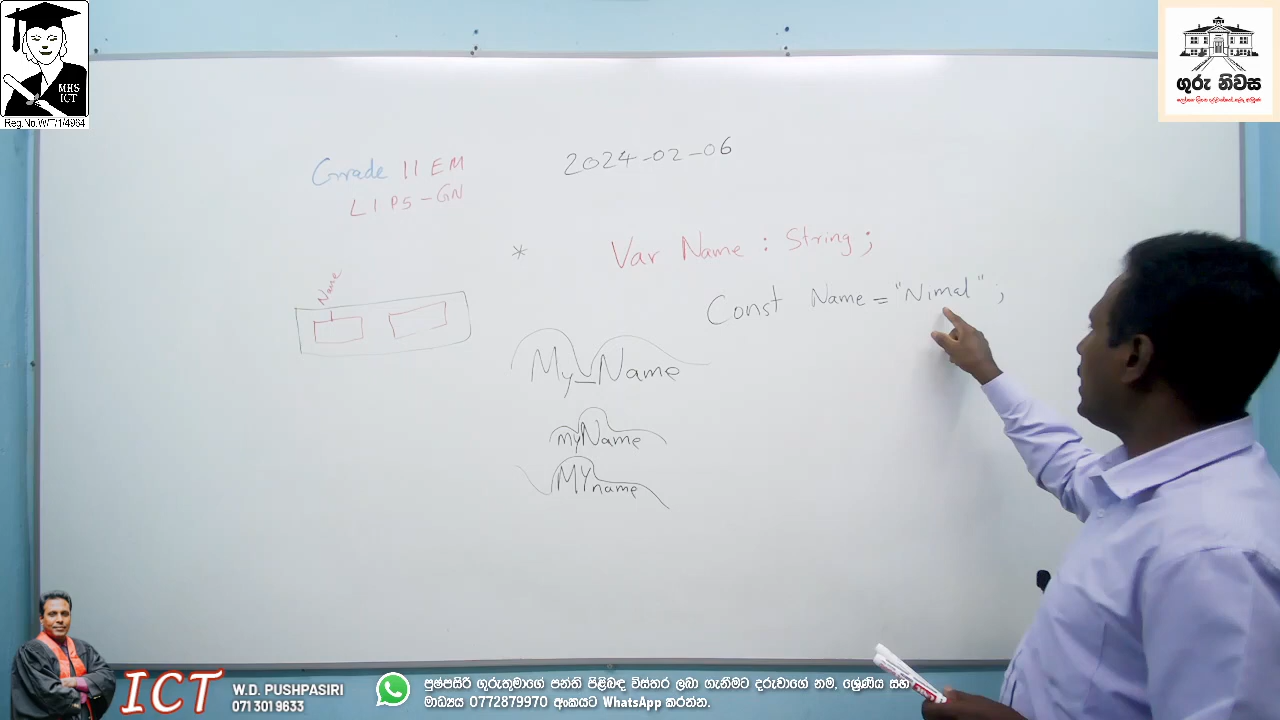 MHS
ICT
Reg.No.W/T/1/4964
ගුරු නිවස
Grade 11 EM
L1 P5 - GN
2024-02-06
* Var Name : String ;
Const Name = "Nimal" ;
Name
My_Name
myName
MYname
ICT
W.D. PUSHPASIRI
071 301 9633
පුෂ්පසිරි ගුරුතුමාගේ පන්ති පිළිබඳ විස්තර ලබා ගැනීමට දරුවාගේ නම, ශ්‍රේණිය සහ
මාධ්‍යය 0772879970 අංකයට WhatsApp කරන්න.